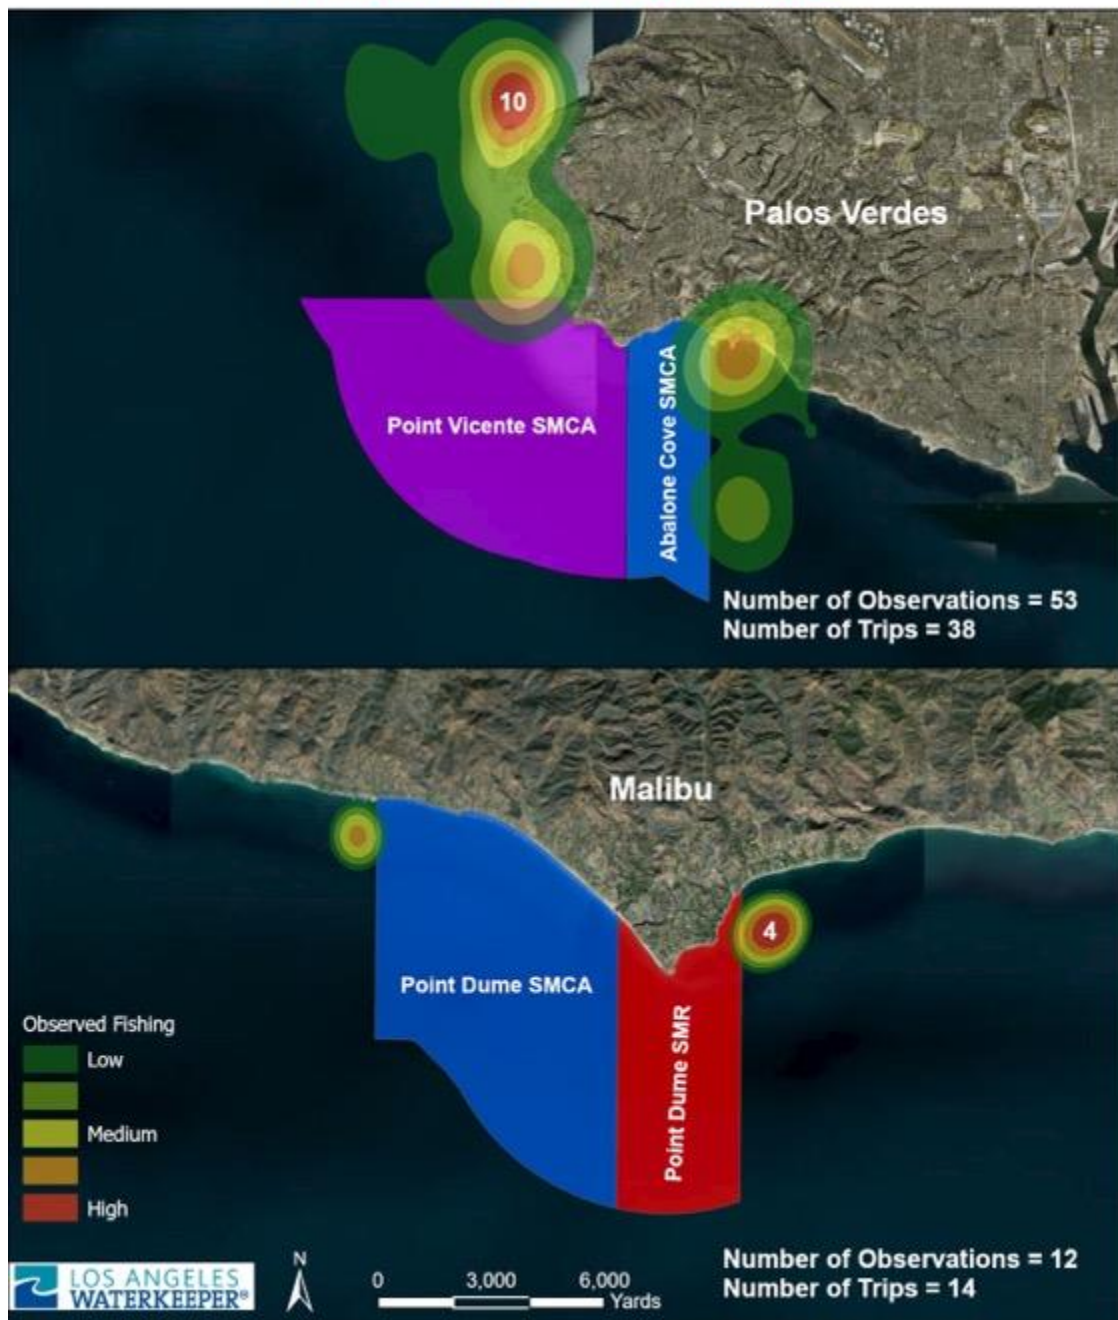 10
Palos Verdes
Point Vicente SMCA
Abalone Cove SMCA
Number of Observations = 53
Number of Trips = 38
Malibu
4
Point Dume SMCA
Point Dume SMR
Observed Fishing
Low
Medium
High
Number of Observations = 12
Number of Trips = 14
LOS ANGELES
WATERKEEPER®
N
0 3,000 6,000
Yards